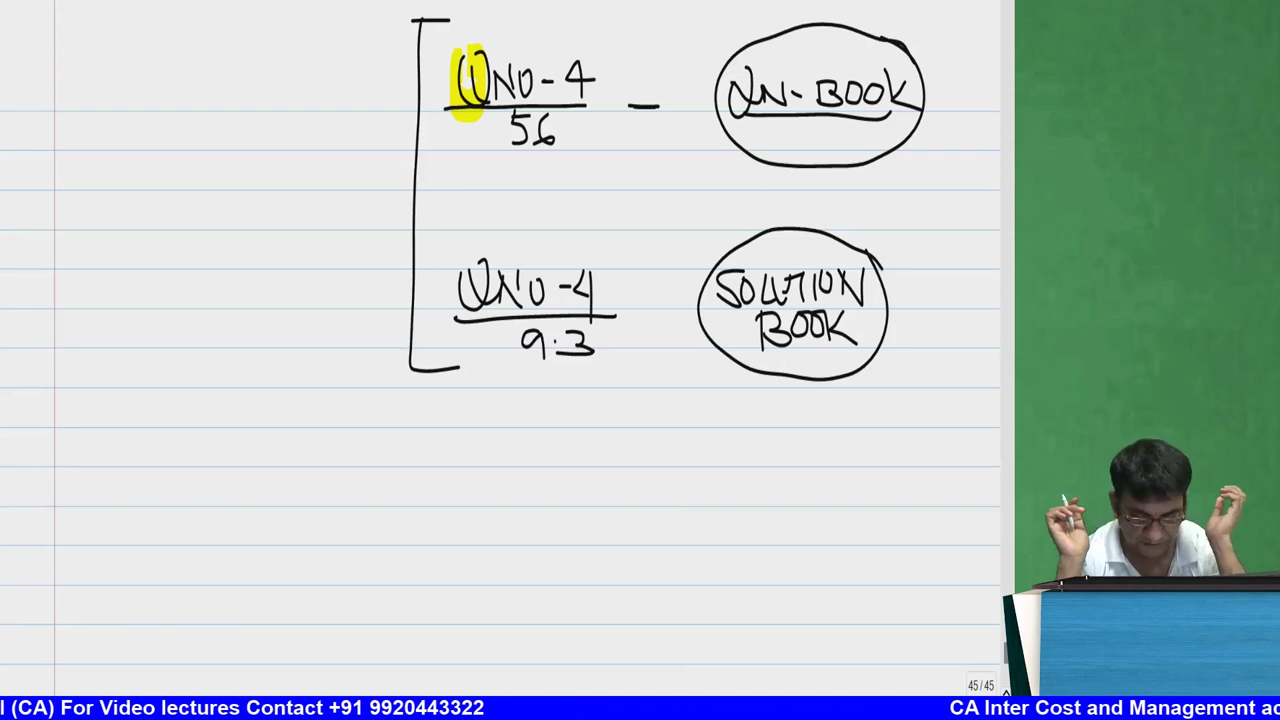 QNO-4
56
-
QN-BOOK
QNO-4
9.3
SOLUTION
BOOK
45/45
l (CA) For Video lectures Contact +91 9920443322
CA Inter Cost and Management ac